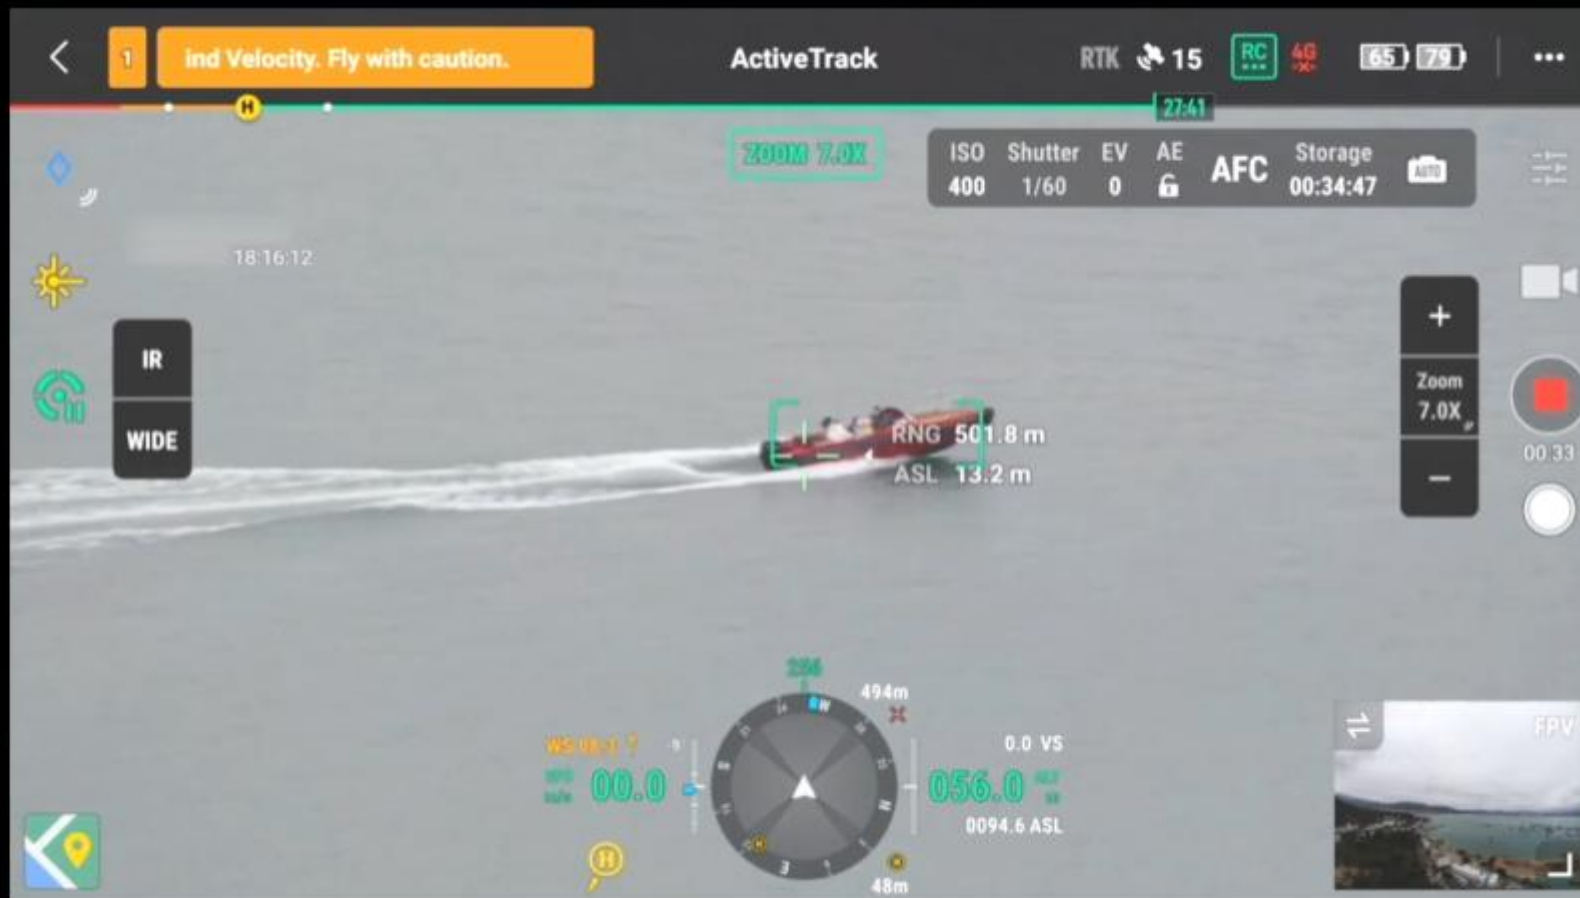 1
ind Velocity. Fly with caution.
ActiveTrack
RTK
15
RC
4G
65
79
H
27:41
ZOOM 7.0X
ISO
400
Shutter
1/60
EV
0
AE
AFC
Storage
00:34:47
AUTO
18:16:12
IR
WIDE
+
Zoom
7.0X
−
00:33
RNG 501.8 m
ASL 13.2 m
494m
W
N
E
00.0
0.0 VS
056.0
0094.6 ASL
H
H
H
48m
FPV